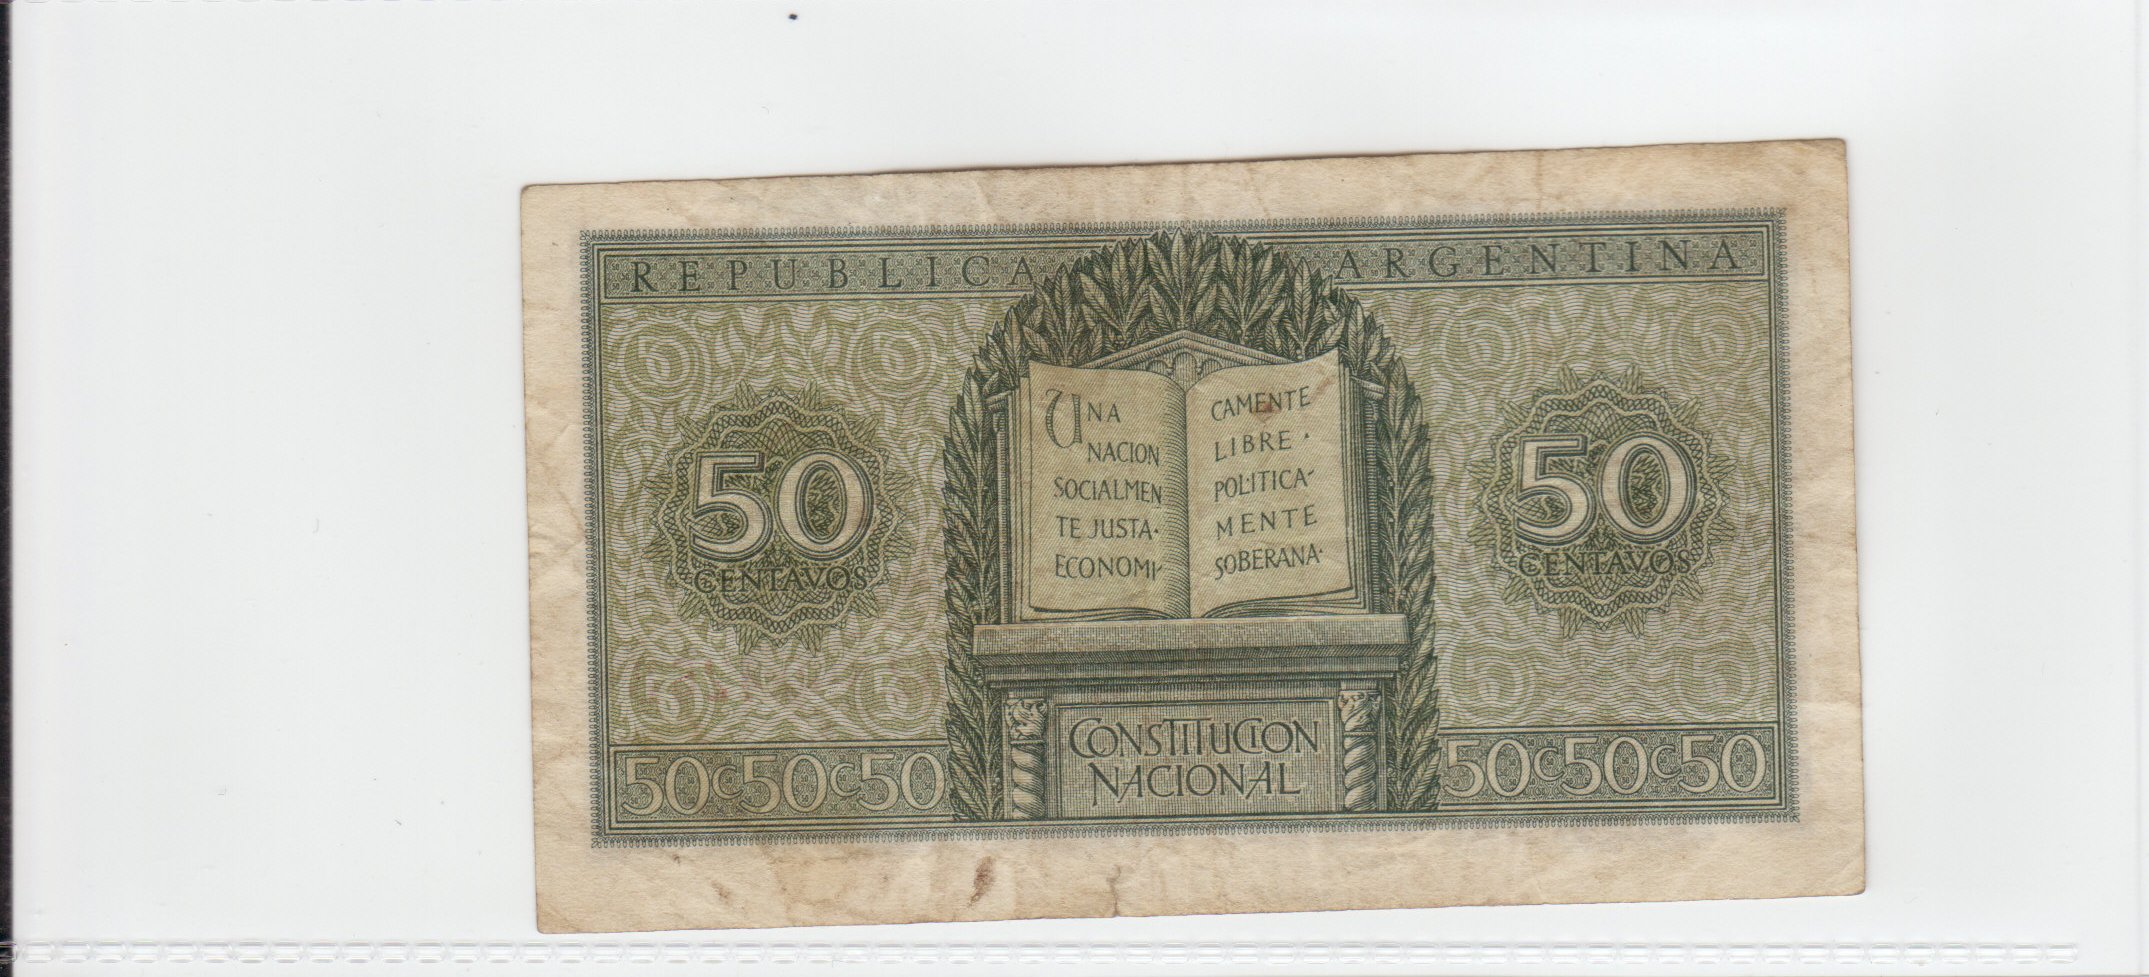 REPUBLICA ARGENTINA
50
CENTAVOS
UNA
NACION
SOCIALMEN
TE JUSTA·
ECONOMI-
CAMENTE
LIBRE ·
POLITICA-
MENTE
SOBERANA·
50
CENTAVOS
CONSTITUCION
NACIONAL
50C50C50
50C50C50